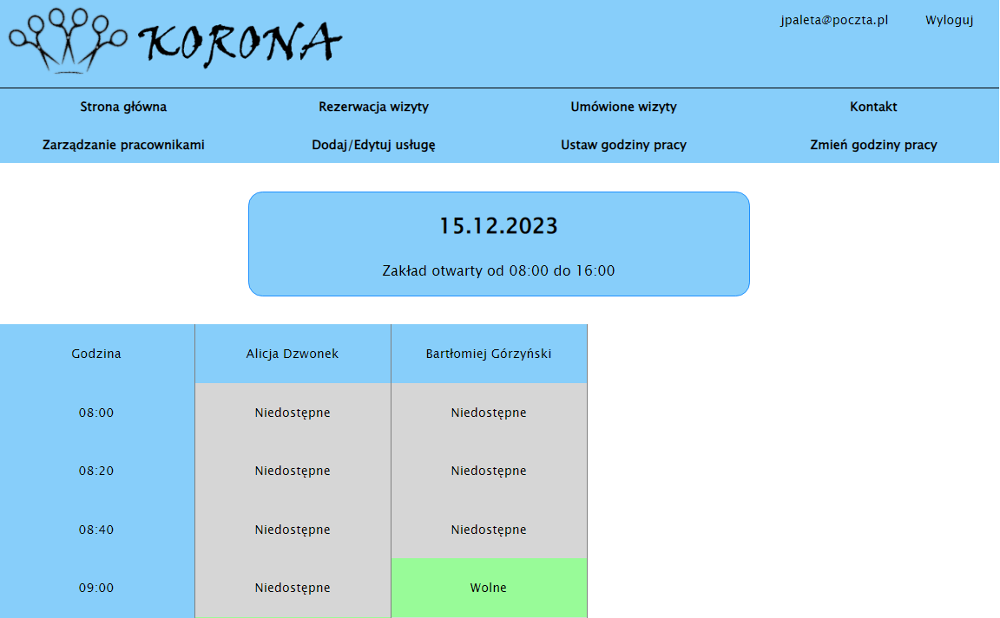 KORONA
jpaleta@poczta.pl Wyloguj
Strona główna Rezerwacja wizyty Umówione wizyty Kontakt
Zarządzanie pracownikami Dodaj/Edytuj usługę Ustaw godziny pracy Zmień godziny pracy
15.12.2023
Zakład otwarty od 08:00 do 16:00
Godzina Alicja Dzwonek Bartłomiej Górzyński
08:00 Niedostępne Niedostępne
08:20 Niedostępne Niedostępne
08:40 Niedostępne Niedostępne
09:00 Niedostępne Wolne